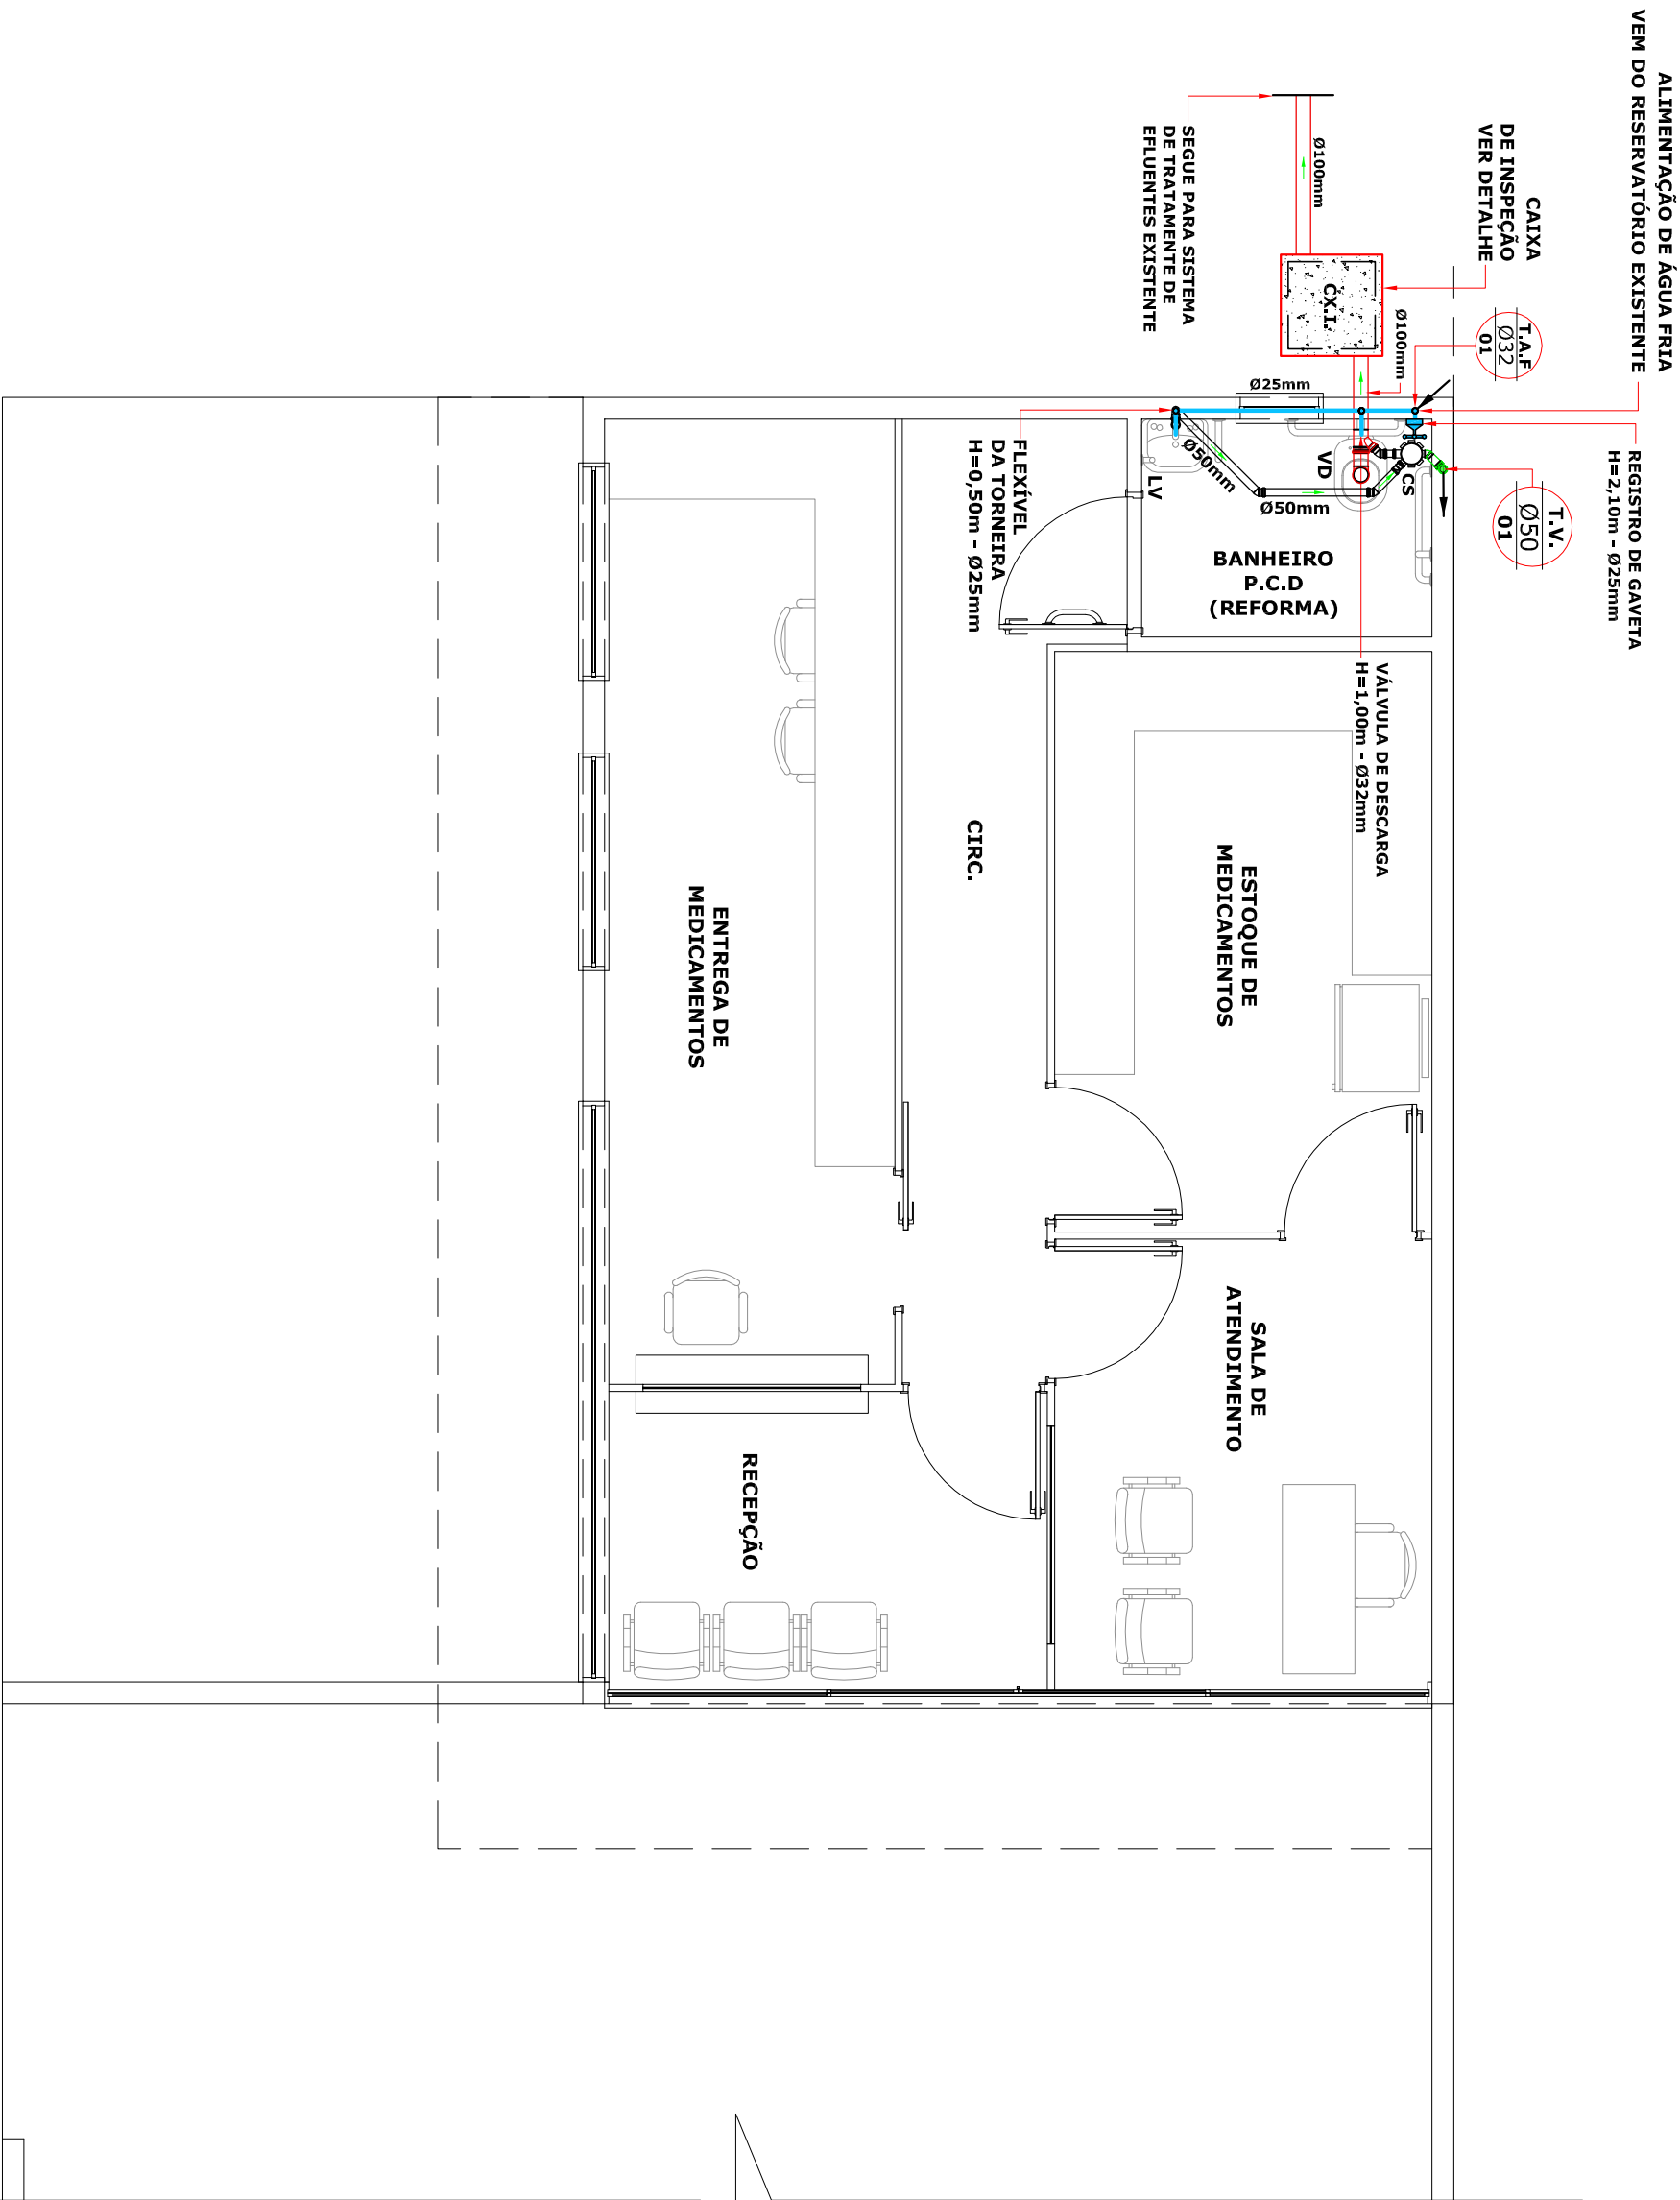 ALIMENTAÇÃO DE ÁGUA FRIA
VEM DO RESERVATÓRIO EXISTENTE
REGISTRO DE GAVETA
H=2,10m - Ø25mm
CAIXA
DE INSPEÇÃO
VER DETALHE
T.A.F
Ø32
01
T.V.
Ø50
01
Ø100mm
Ø100mm
CX.I.
SEGUE PARA SISTEMA
DE TRATAMENTE DE
EFLUENTES EXISTENTE
Ø25mm
VD
CS
LV
Ø50mm
Ø50mm
BANHEIRO
P.C.D
(REFORMA)
FLEXÍVEL
DA TORNEIRA
H=0,50m - Ø25mm
VÁLVULA DE DESCARGA
H=1,00m - Ø32mm
ESTOQUE DE
MEDICAMENTOS
CIRC.
ENTREGA DE
MEDICAMENTOS
SALA DE
ATENDIMENTO
RECEPÇÃO